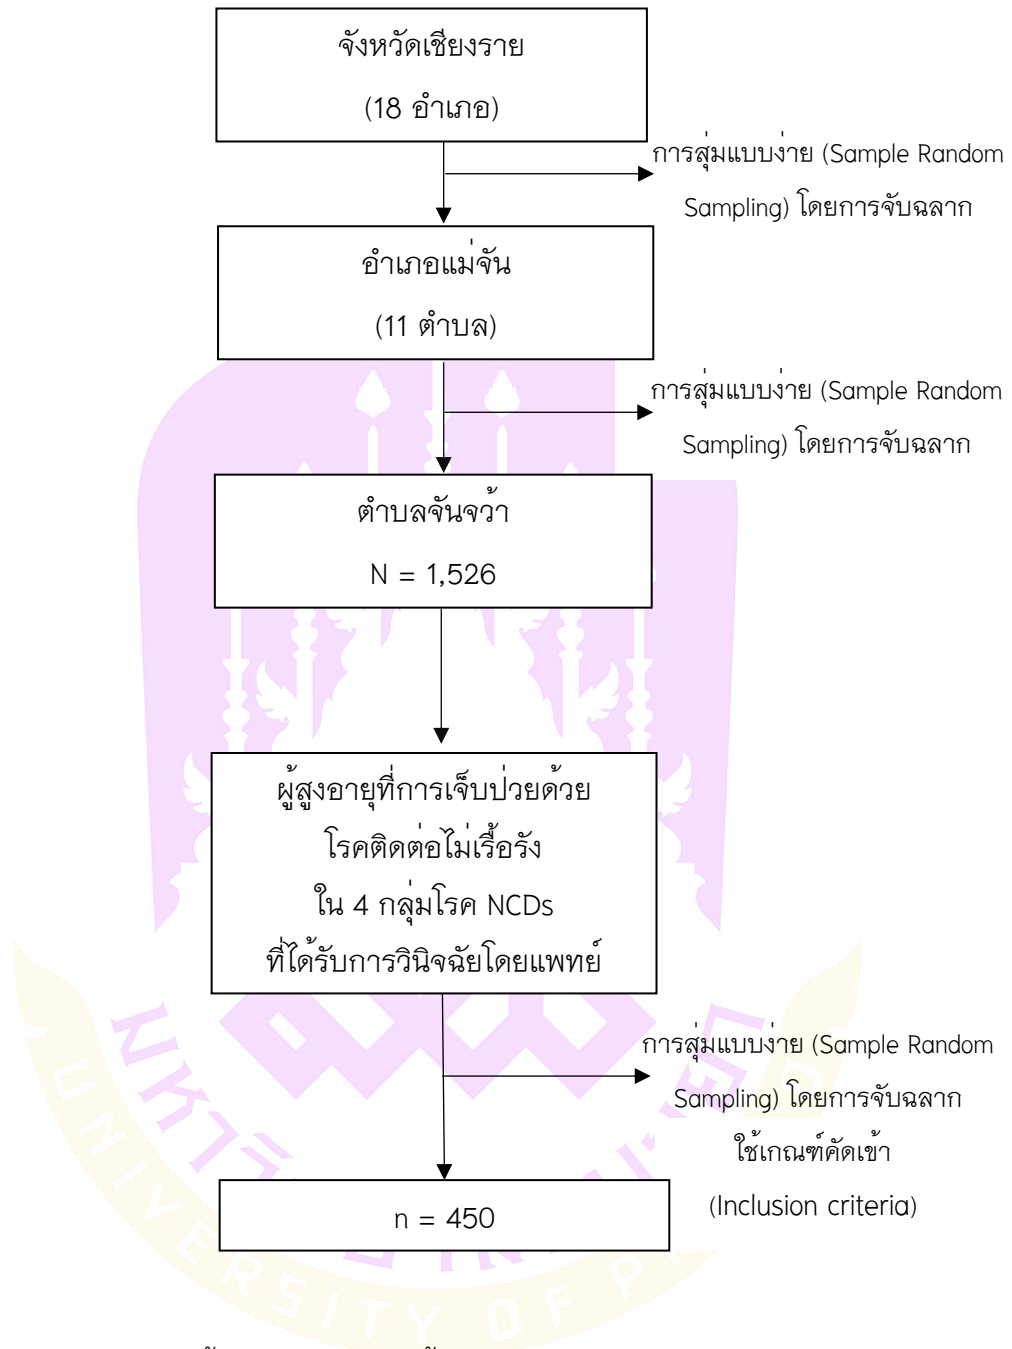 จังหวัดเชียงราย
(18 อำเภอ)
การสุ่มแบบง่าย (Sample Random
Sampling) โดยการจับฉลาก
อำเภอแม่จัน
(11 ตำบล)
การสุ่มแบบง่าย (Sample Random
Sampling) โดยการจับฉลาก
ตำบลจันจว้า
N = 1,526
ผู้สูงอายุที่การเจ็บป่วยด้วย
โรคติดต่อไม่เรื้อรัง
ใน 4 กลุ่มโรค NCDs
ที่ได้รับการวินิจฉัยโดยแพทย์
การสุ่มแบบง่าย (Sample Random
Sampling) โดยการจับฉลาก
ใช้เกณฑ์คัดเข้า
(Inclusion criteria)
n = 450
UNIVERSITY OF